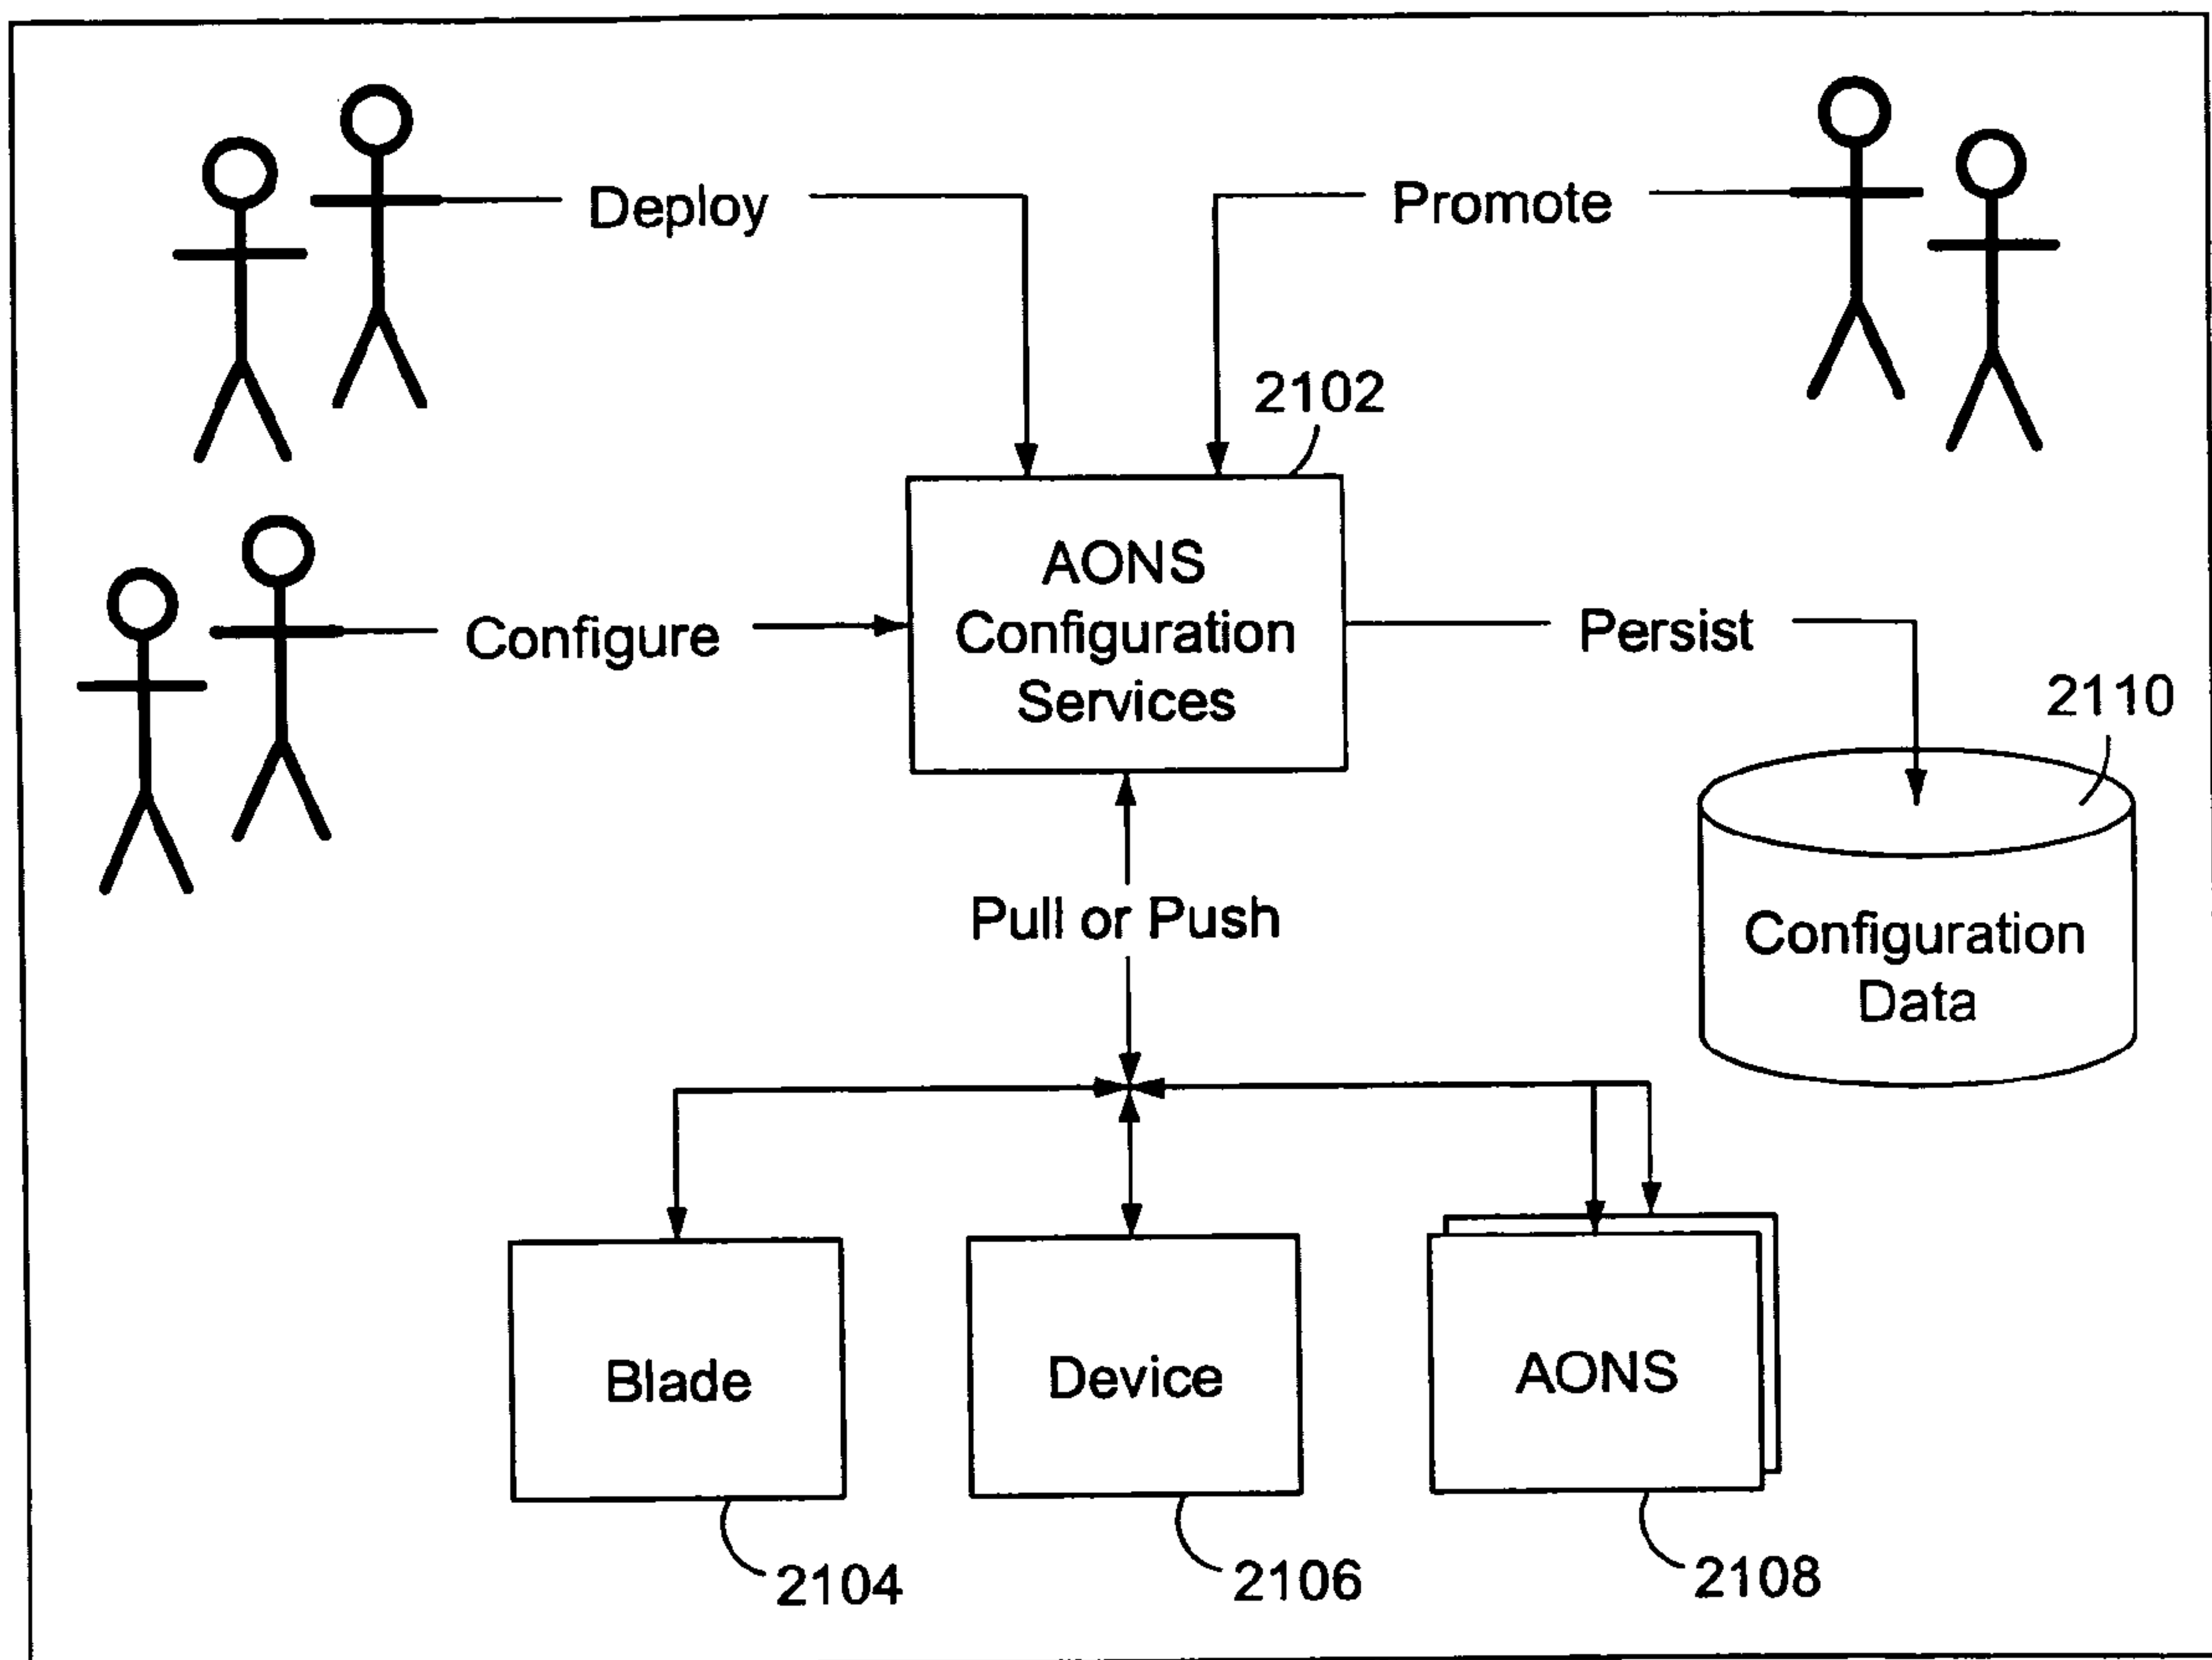 Deploy
Promote
2102
AONS
Configuration
Services
Configure
Persist
2110
Pull or Push
Configuration
Data
Blade
Device
AONS
2104
2106
2108